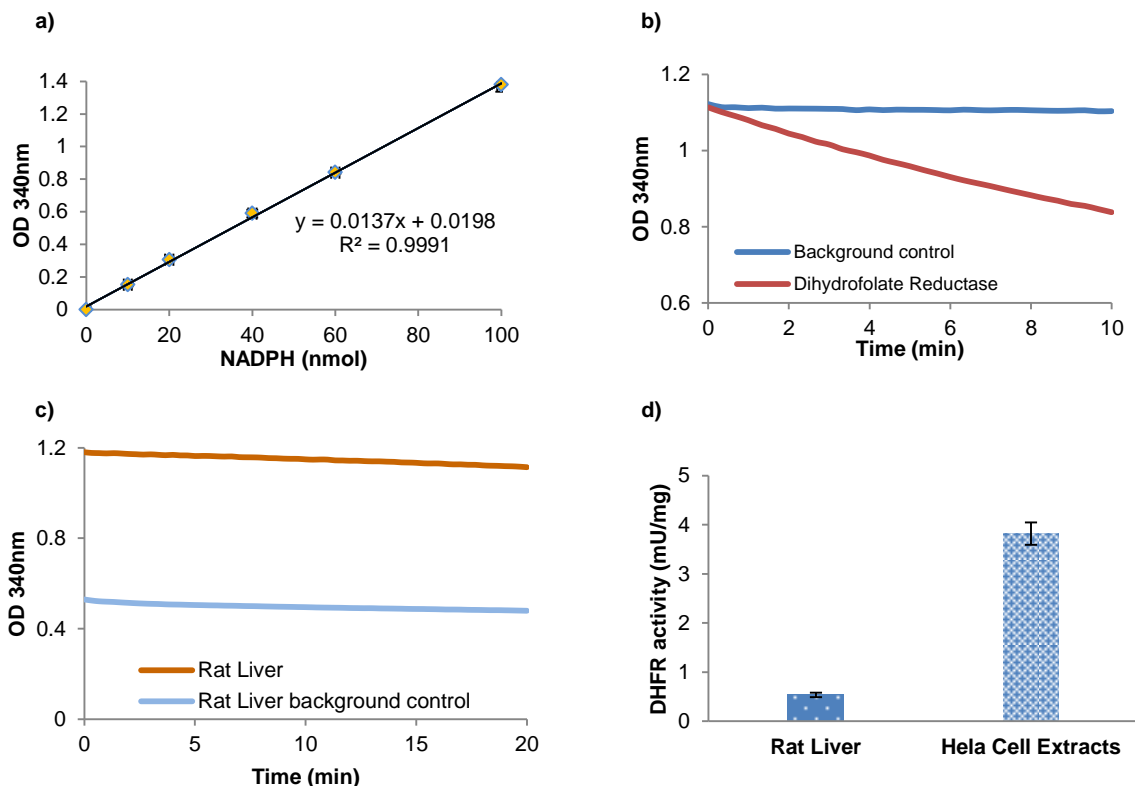 a)
1.4
1.2
1
0.8
0.6
0.4
0.2
0
OD 340nm
y = 0.0137x + 0.0198
R² = 0.9991
0 20 40 60 80 100
NADPH (nmol)
b)
1.2
1
0.8
0.6
OD 340nm
Background control
Dihydrofolate Reductase
0 2 4 6 8 10
Time (min)
c)
1.2
0.8
0.4
0
OD 340nm
Rat Liver
Rat Liver background control
0 5 10 15 20
Time (min)
d)
5
4
3
2
1
0
DHFR activity (mU/mg)
Rat Liver Hela Cell Extracts